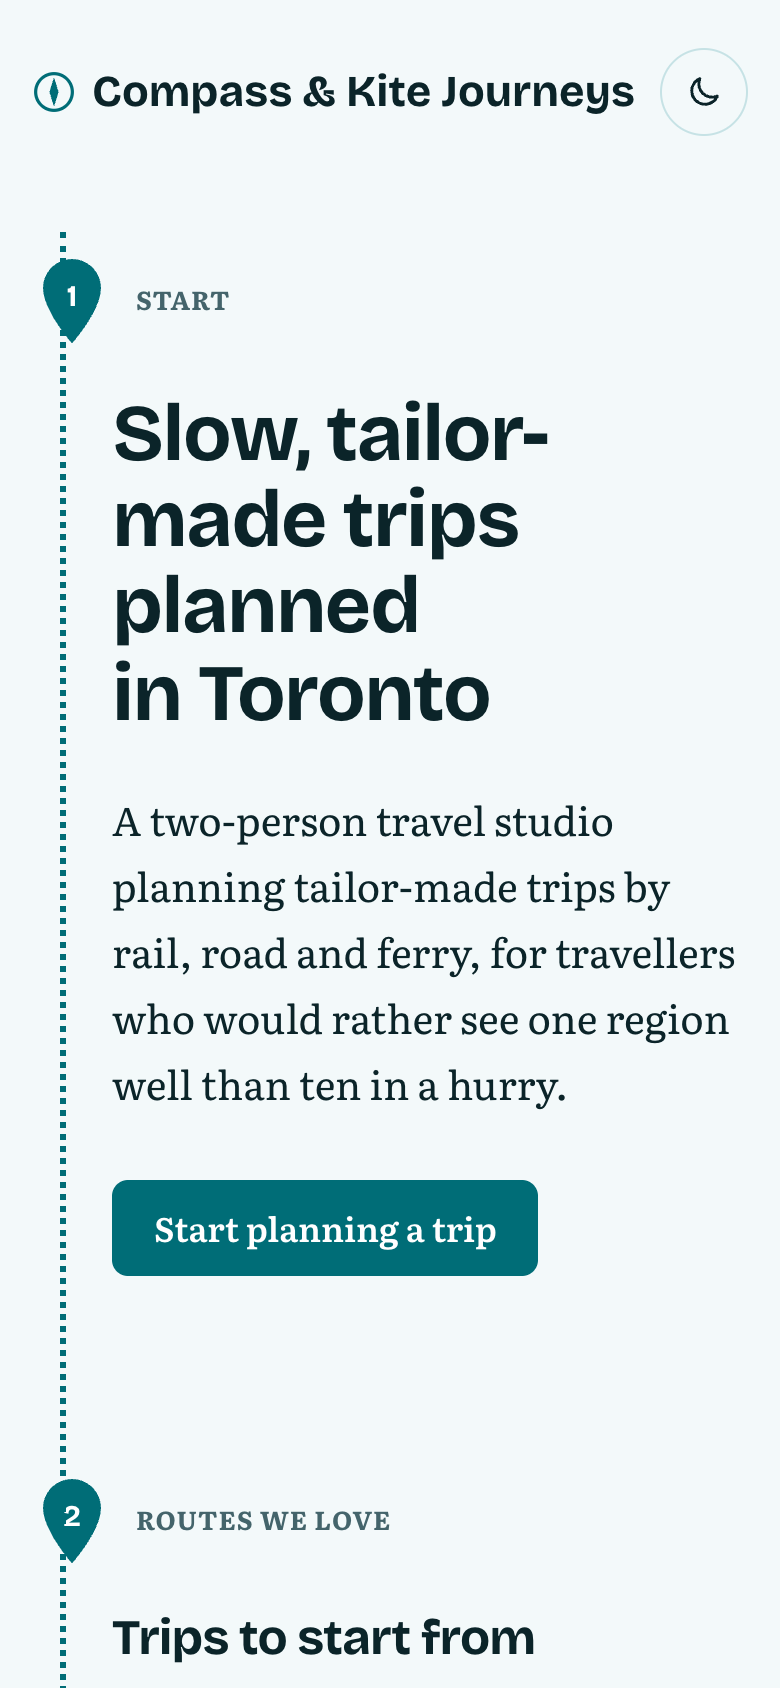 Compass & Kite Journeys
1
START
Slow, tailor-
made trips
planned
in Toronto
A two-person travel studio
planning tailor-made trips by
rail, road and ferry, for travellers
who would rather see one region
well than ten in a hurry.
Start planning a trip
2
ROUTES WE LOVE
Trips to start from